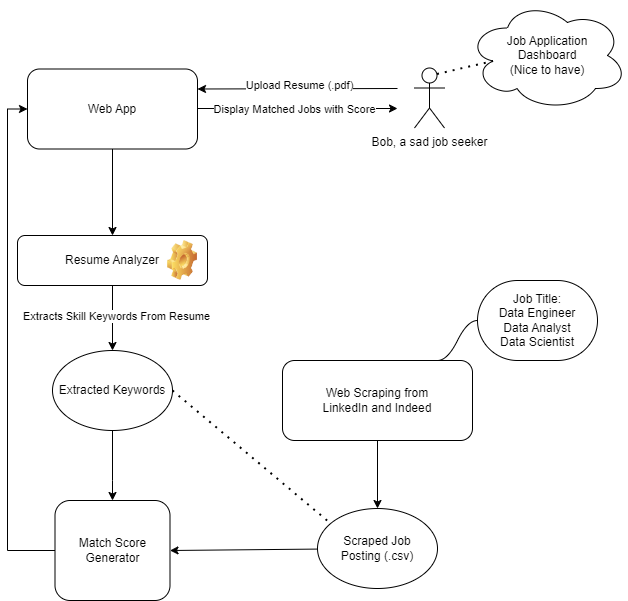 Job Application
Dashboard
(Nice to have)
Upload Resume (.pdf)
Web App
Display Matched Jobs with Score
Bob, a sad job seeker
Resume Analyzer
Extracts Skill Keywords From Resume
Job Title:
Data Engineer
Data Analyst
Data Scientist
Extracted Keywords
Web Scraping from
LinkedIn and Indeed
Match Score
Generator
Scraped Job
Posting (.csv)